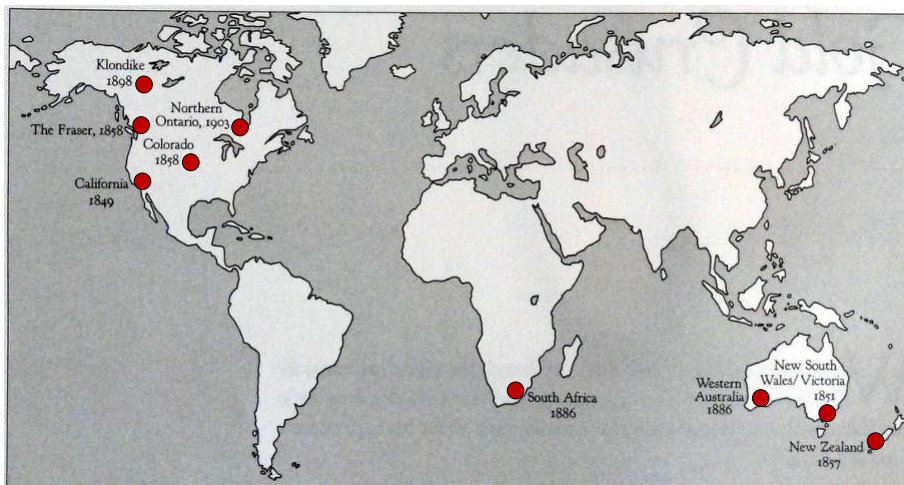 Klondike
1898
Northern
Ontario, 1903
The Fraser, 1858
Colorado
1858
California
1849
South Africa
1886
Western
Australia
1886
New South
Wales/Victoria
1851
New Zealand
1857